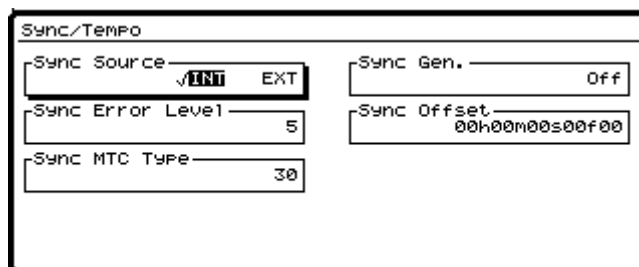 Sync/Tempo
Sync Source
√INT EXT
Sync Gen.
Off
Sync Error Level
5
Sync Offset
00h00m00s00f00
Sync MTC Type
30